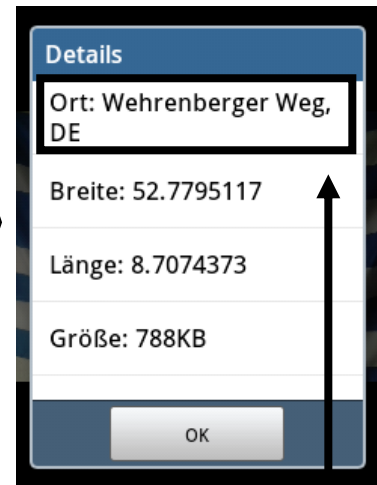 Details
Ort: Wehrenberger Weg,
DE
Breite: 52.7795117
Länge: 8.7074373
Größe: 788KB
OK